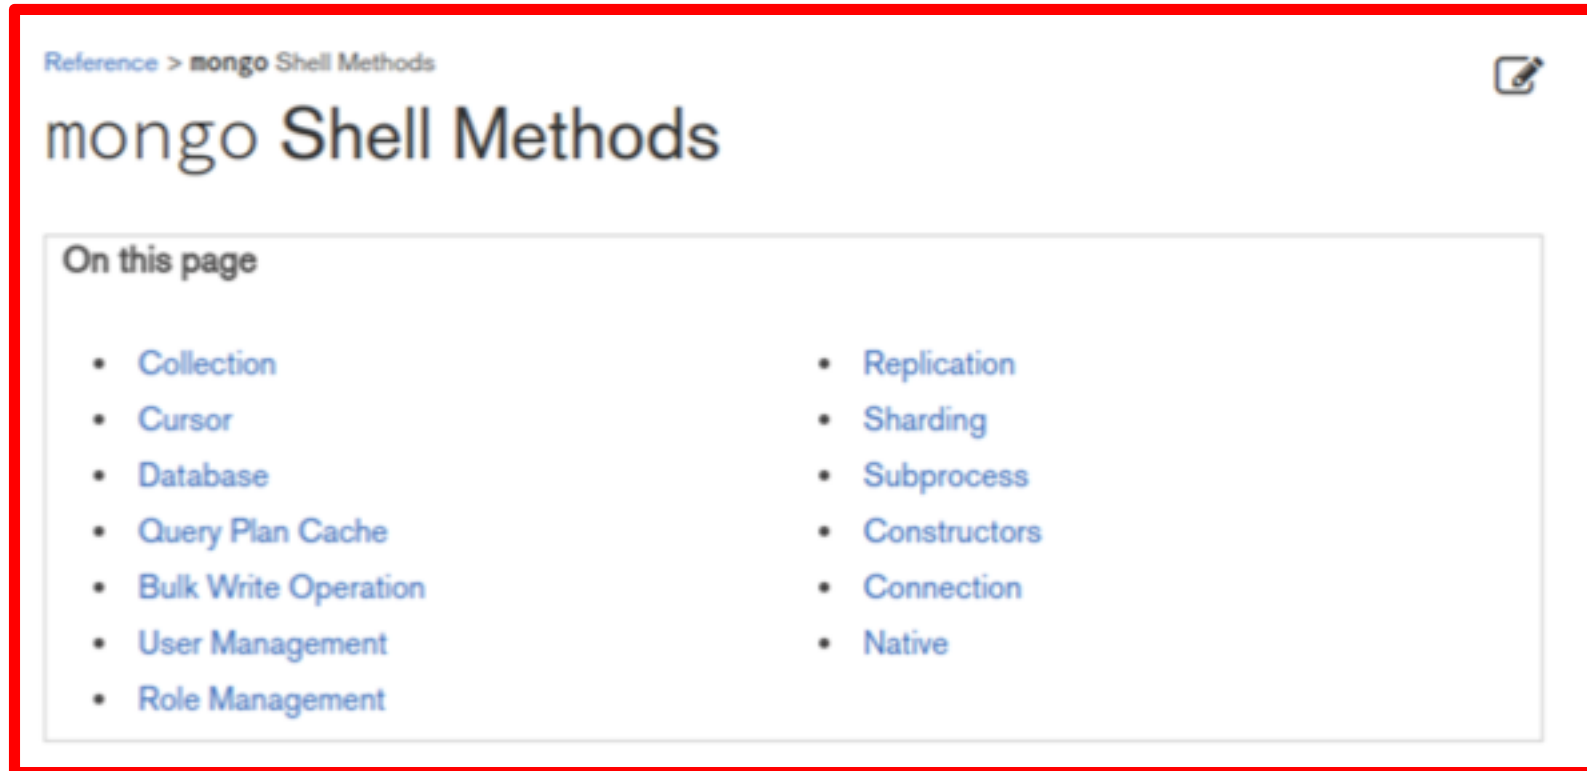 Reference > mongo Shell Methods
mongo Shell Methods
On this page
• Collection
• Cursor
• Database
• Query Plan Cache
• Bulk Write Operation
• User Management
• Role Management
• Replication
• Sharding
• Subprocess
• Constructors
• Connection
• Native